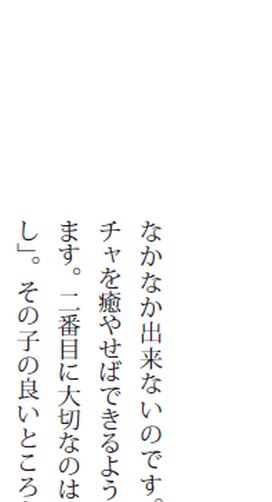 なかなか出来ないのです。
チャを癒やせばできるよう
ます。二番目に大切なのは
し」。その子の良いところ